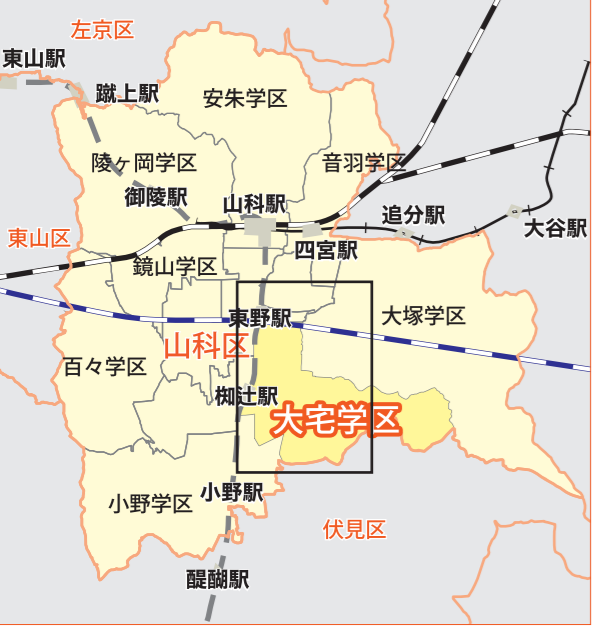 左京区
東山駅
蹴上駅
安朱学区
陵ヶ岡学区
音羽学区
御陵駅
山科駅
追分駅
大谷駅
東山区
四宮駅
鏡山学区
東野駅
大塚学区
山科区
百々学区
椥辻駅
大宅学区
小野駅
小野学区
伏見区
醍醐駅